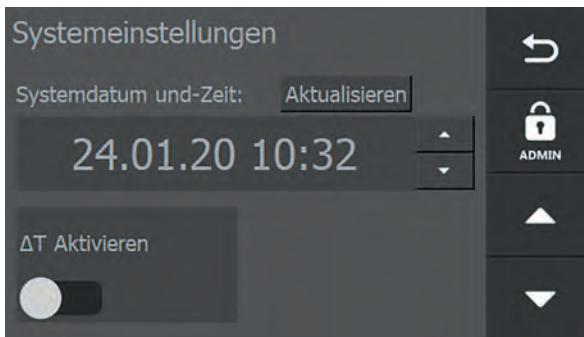 Systemeinstellungen
Systemdatum und-Zeit: Aktualisieren
24.01.20 10:32
ADMIN
ΔT Aktivieren